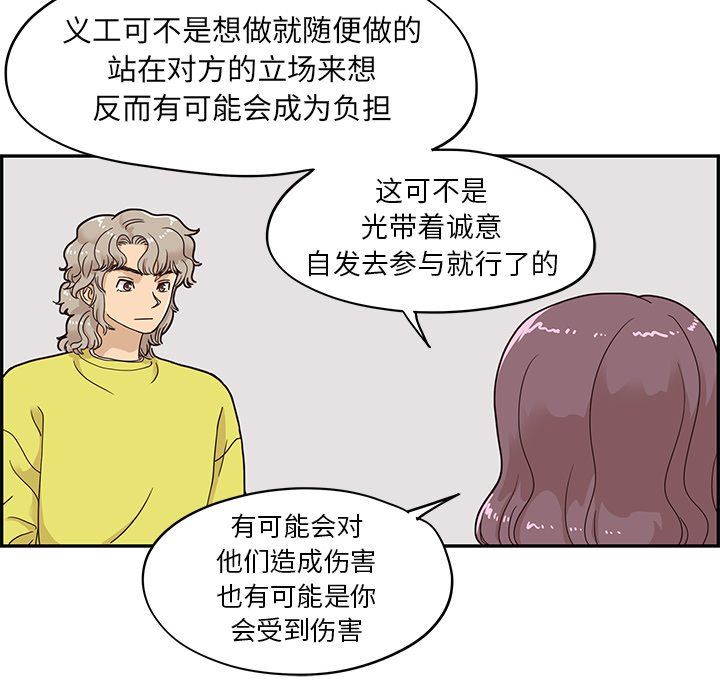 义工可不是想做就随便做的
站在对方的立场来想
反而有可能会成为负担
这可不是
光带着诚意
自发去参与就行了的
有可能会对
他们造成伤害
也有可能是你
会受到伤害